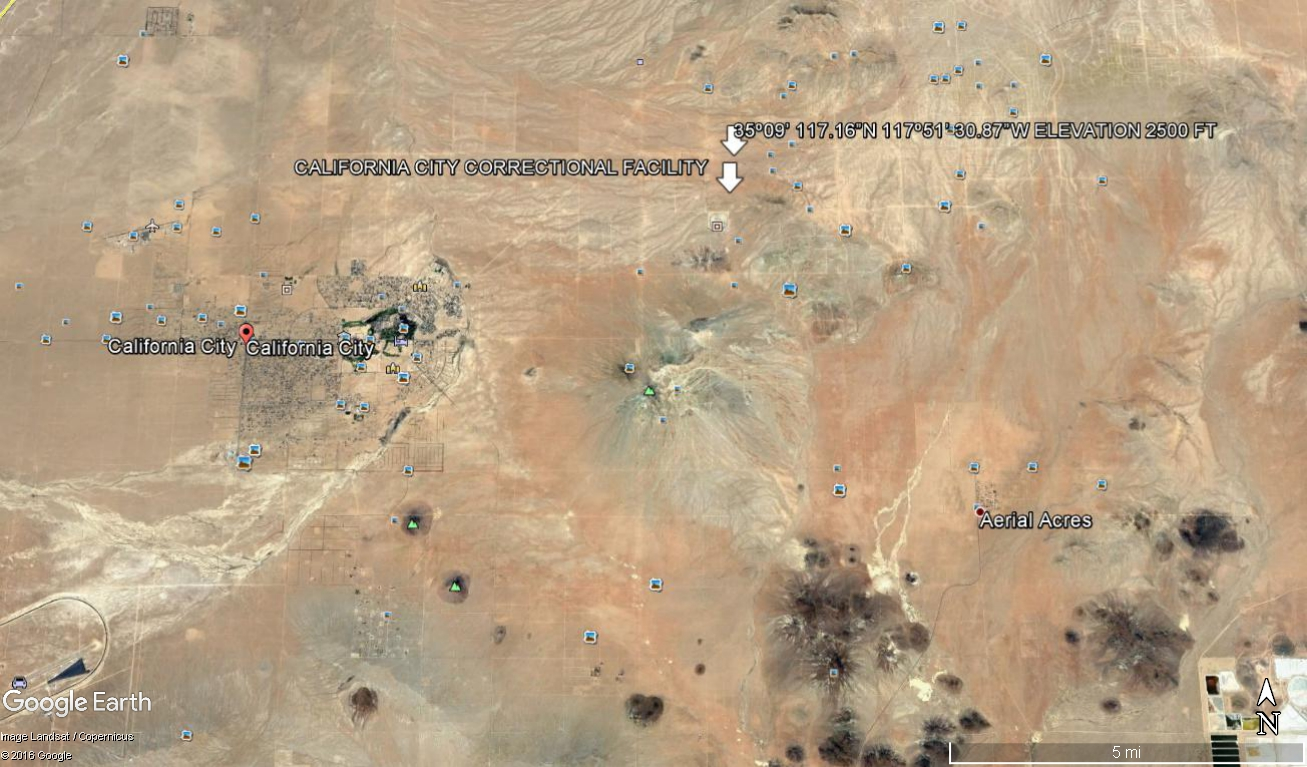 35º09' 117.16"N 117º51' 30.87"W ELEVATION 2500 FT
CALIFORNIA CITY CORRECTIONAL FACILITY
California City California City
Aerial Acres
Google Earth
N
Image Landsat / Copernicus
© 2016 Google
5 mi